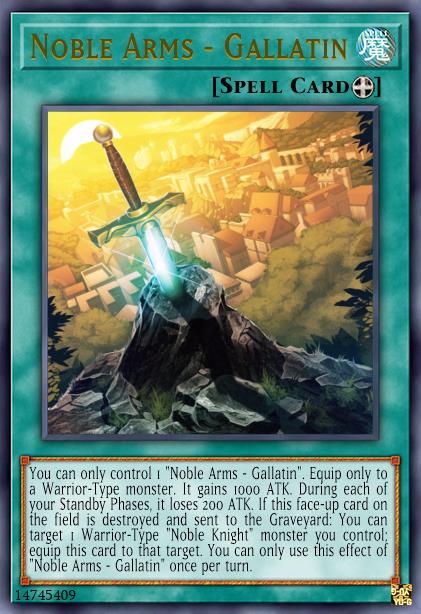 NOBLE ARMS - GALLATIN
SPELL
魔
[SPELL CARD]
You can only control 1 "Noble Arms - Gallatin". Equip only to
a Warrior-Type monster. It gains 1000 ATK. During each of
your Standby Phases, it loses 200 ATK. If this face-up card on
the field is destroyed and sent to the Graveyard: You can
target 1 Warrior-Type "Noble Knight" monster you control;
equip this card to that target. You can only use this effect of
"Noble Arms - Gallatin" once per turn.
14745409